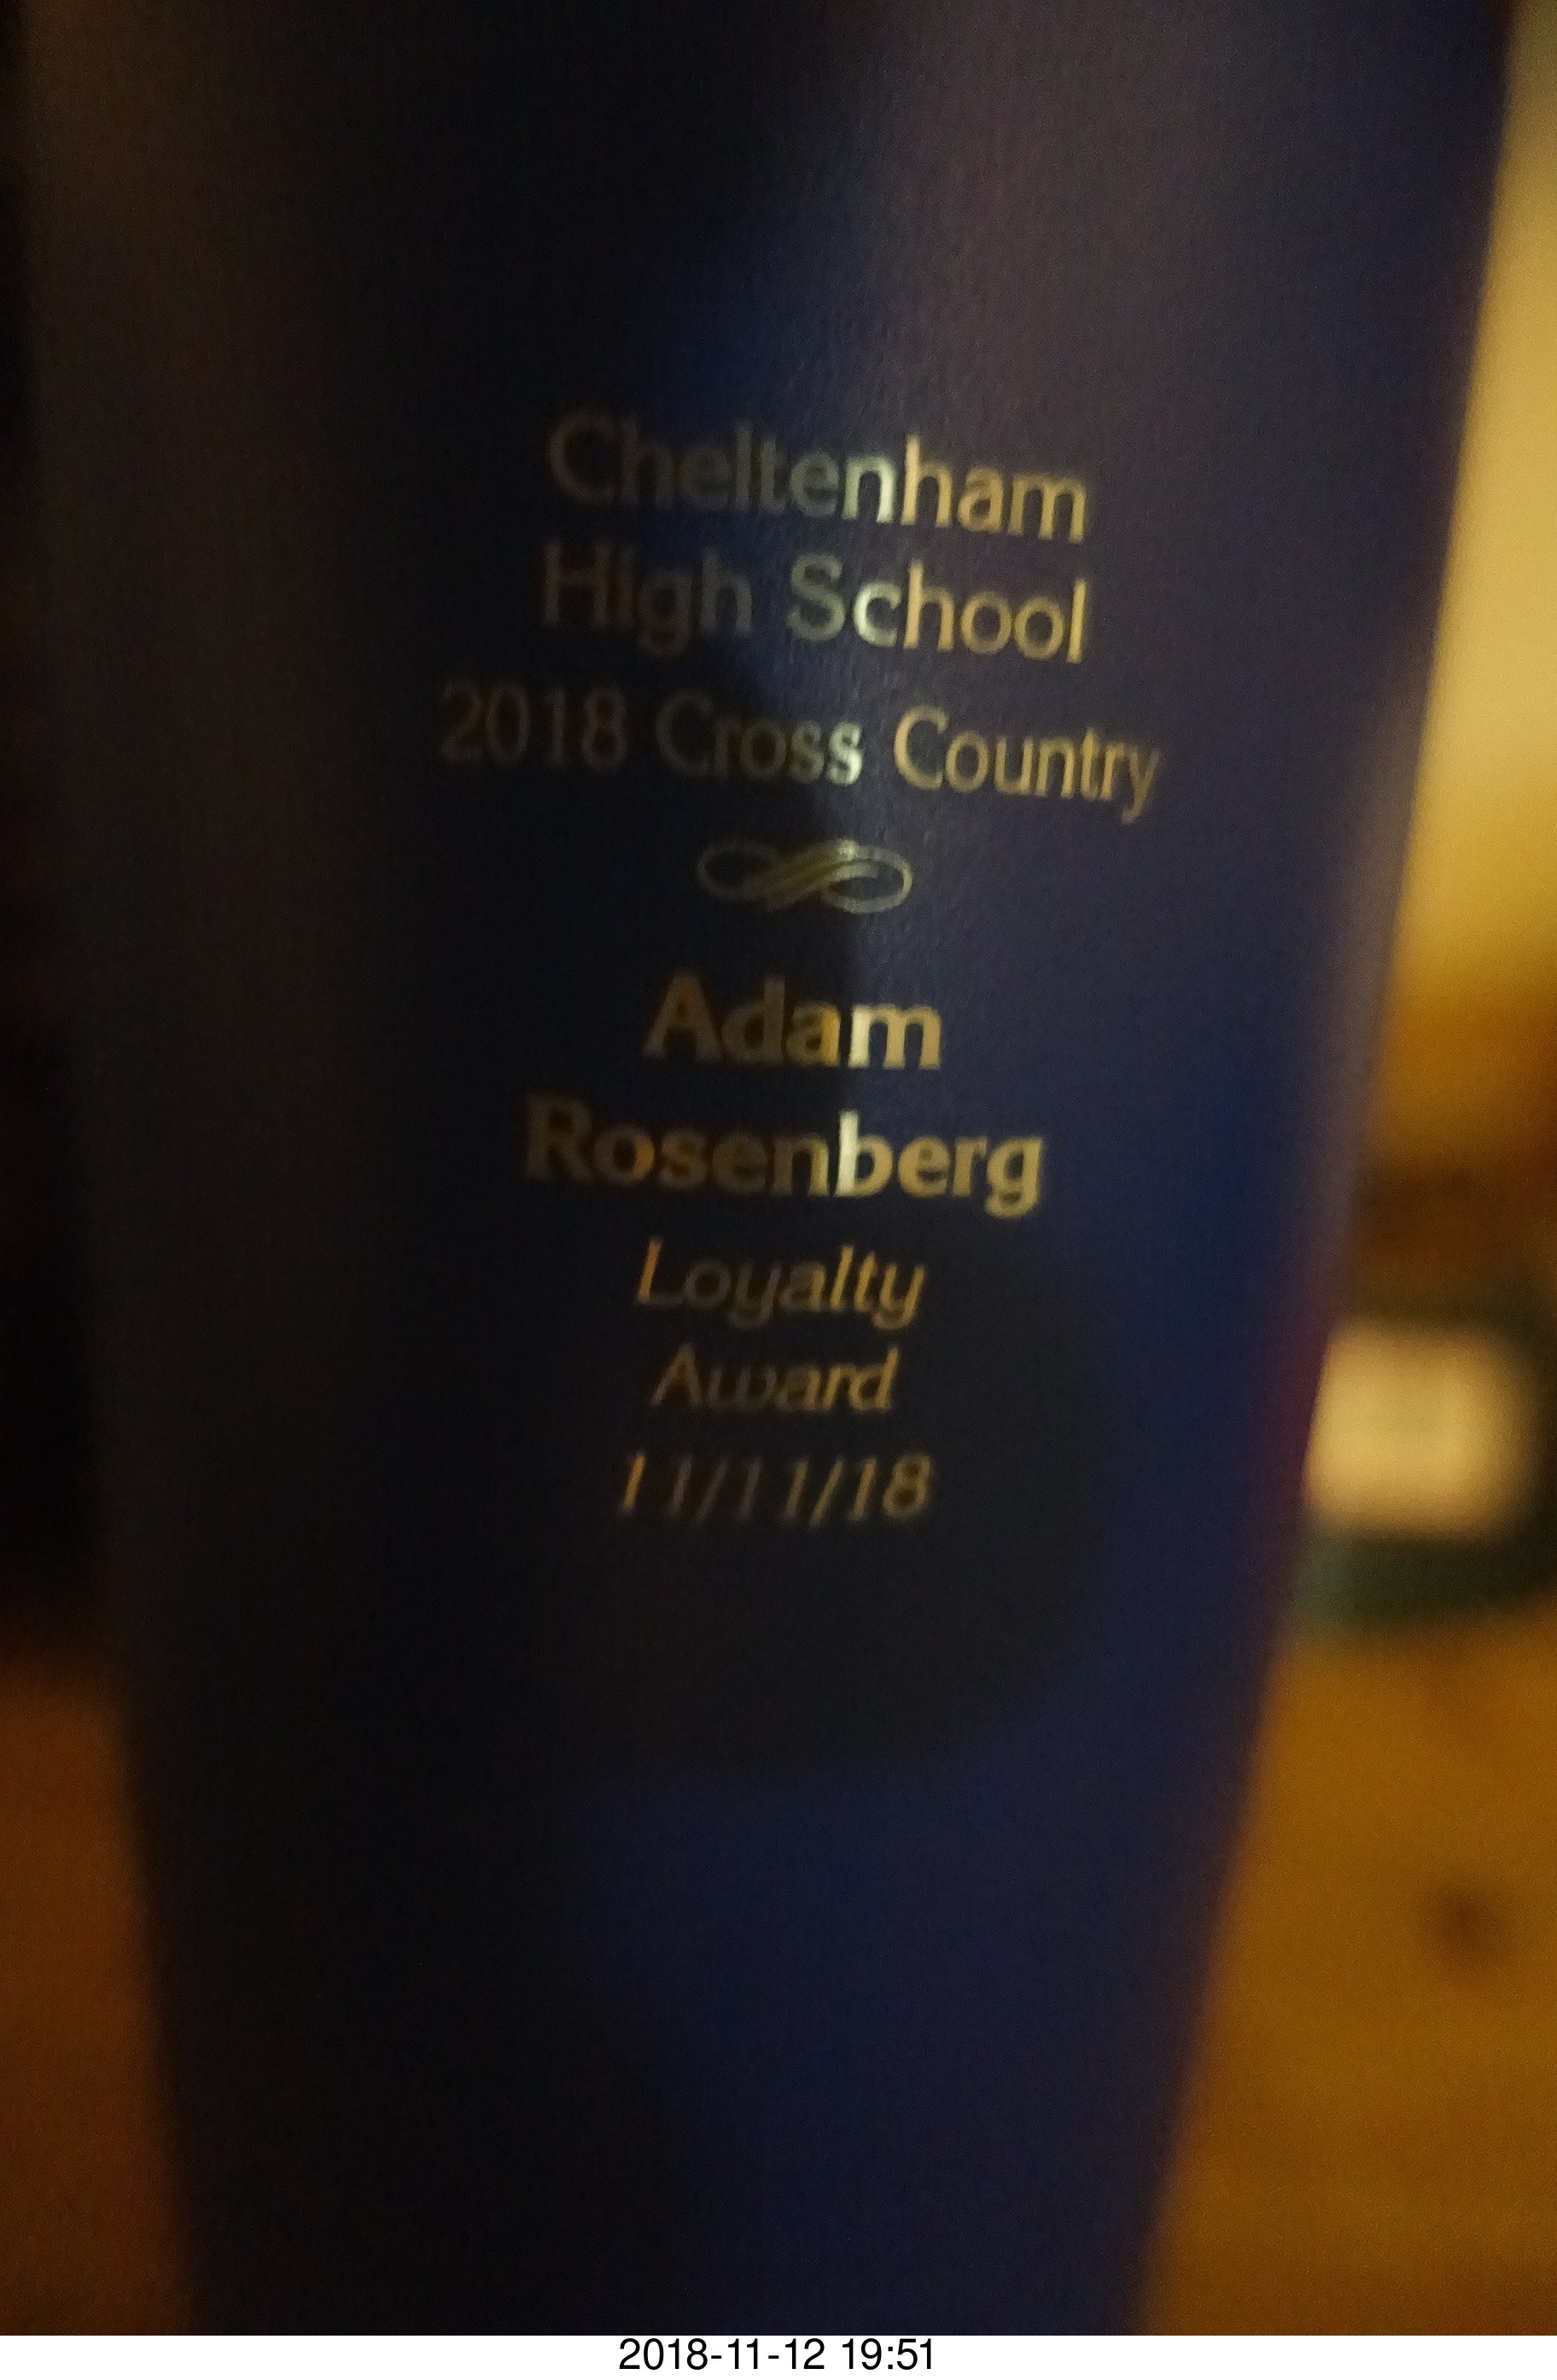 Cheltenham
High School
2018 Cross Country
Adam
Rosenberg
Loyalty
Award
11/11/18
2018-11-12 19:51